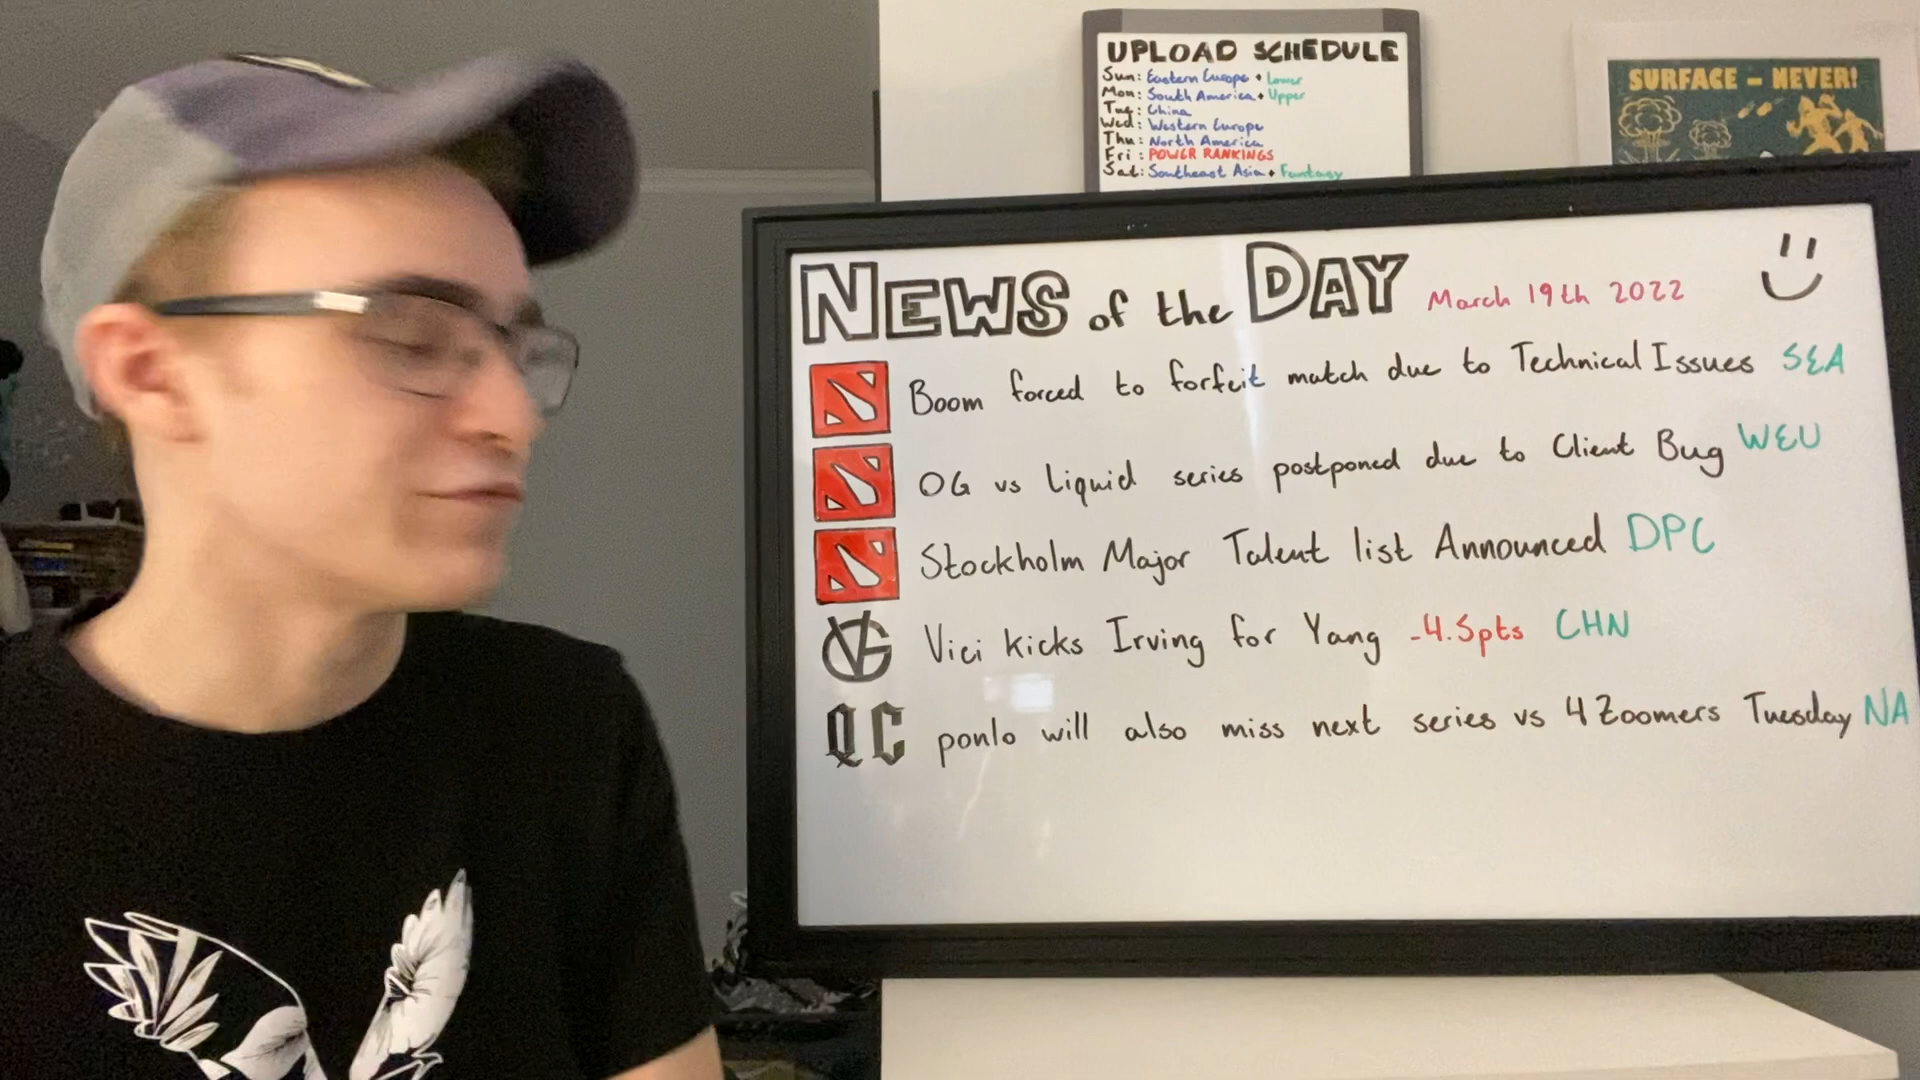 UPLOAD SCHEDULE
Sun: Eastern Europe + Lower
Mon: South America + Upper
Tue: China
Wed: Western Europe
Thu: North America
Fri: POWER RANKINGS
Sat: Southeast Asia + Fantasy
SURFACE - NEVER!
NEWS of the DAY March 19th 2022
Boom forced to forfeit match due to Technical Issues SEA
OG vs Liquid series postponed due to Client Bug WEU
Stockholm Major Talent list Announced DPC
VG Vici kicks Irving for Yang -4.5pts CHN
QC ponlo will also miss next series vs 4 Zoomers Tuesday NA